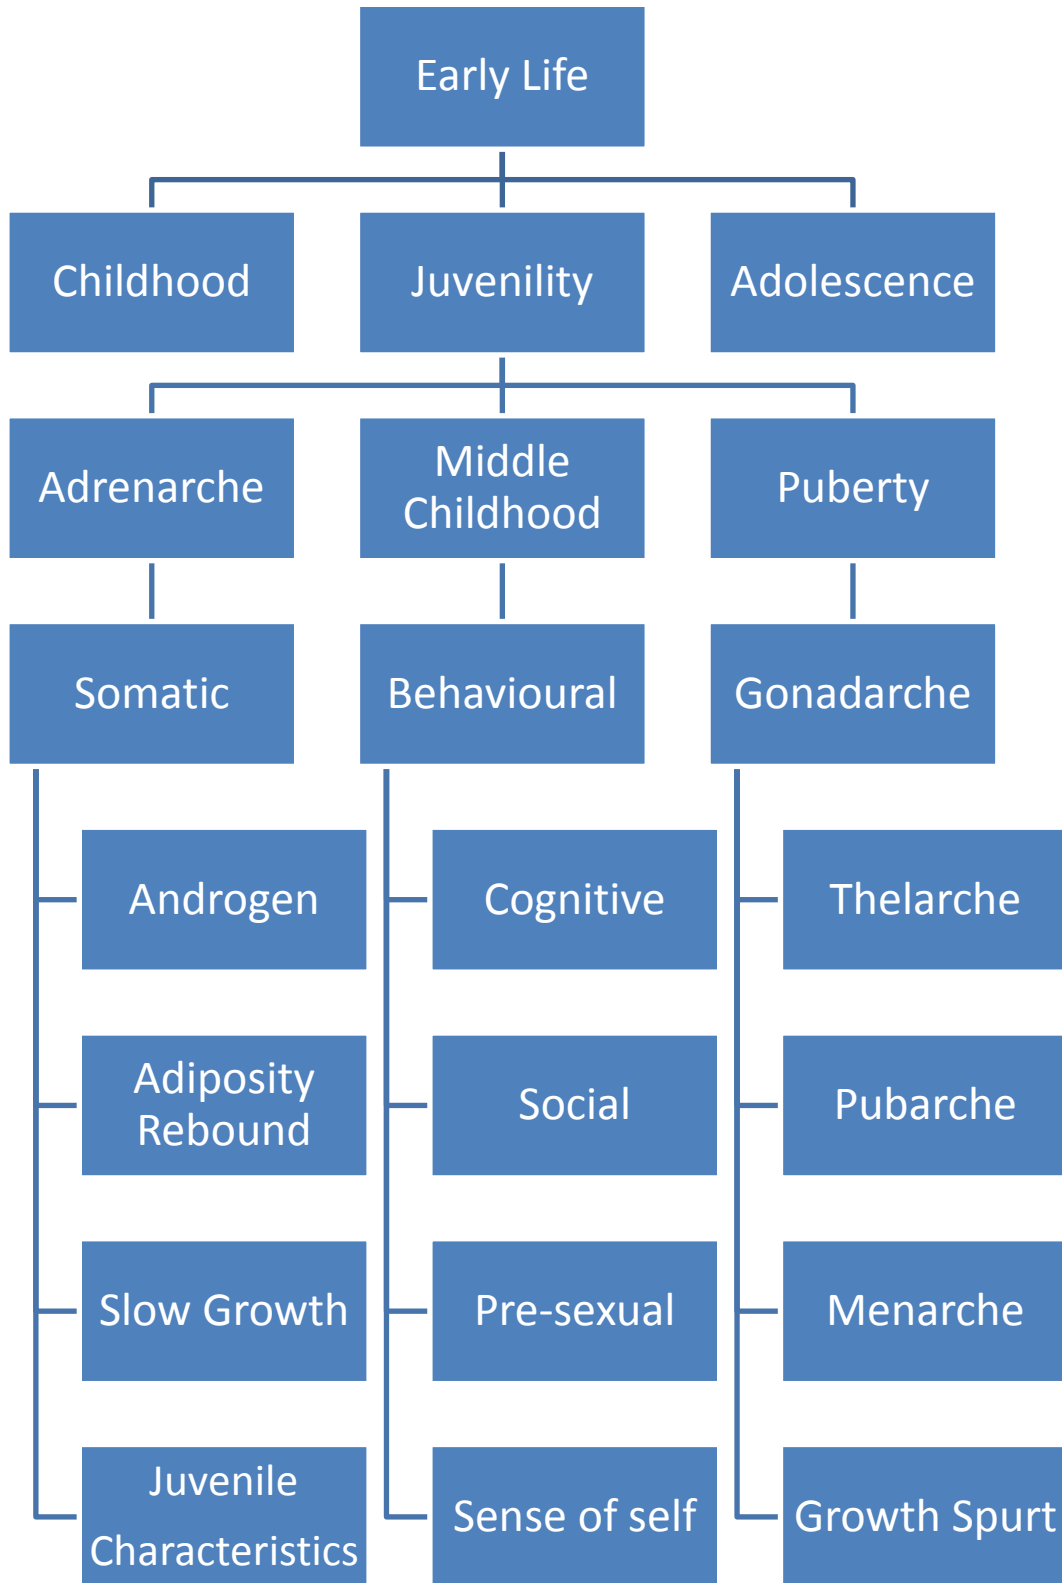 Early Life
Childhood
Juvenility
Adolescence
Adrenarche
Middle
Childhood
Puberty
Somatic
Behavioural
Gonadarche
Androgen
Cognitive
Thelarche
Adiposity
Rebound
Social
Pubarche
Slow Growth
Pre-sexual
Menarche
Juvenile
Characteristics
Sense of self
Growth Spurt